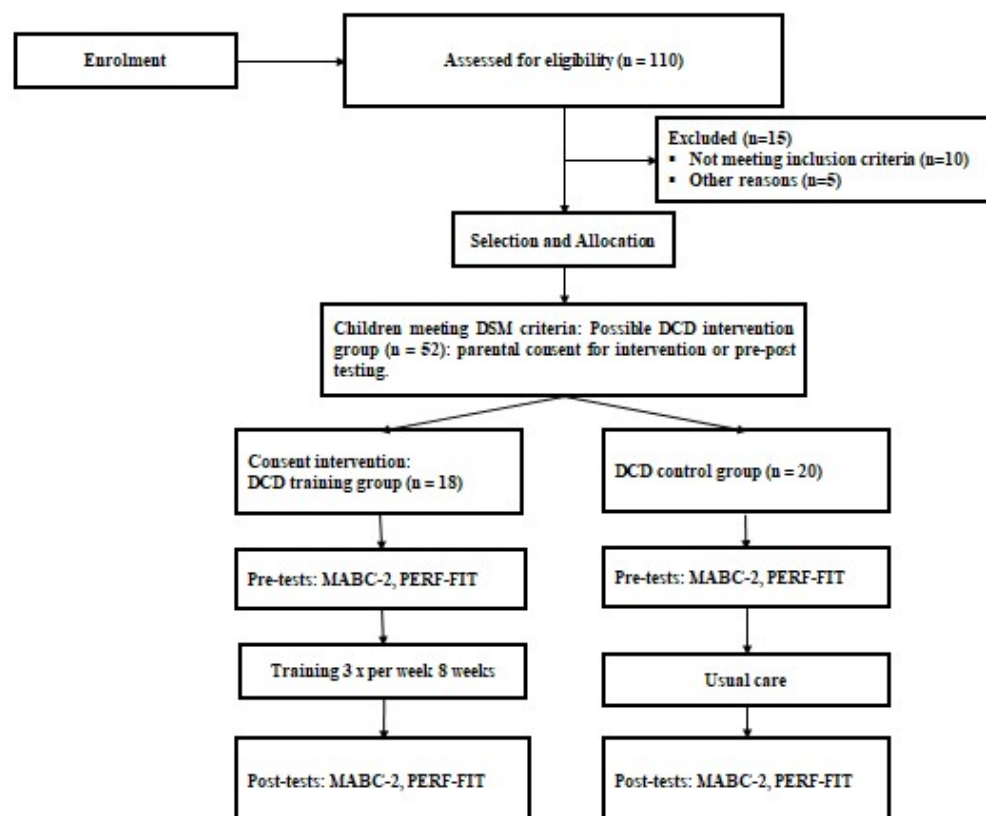 Enrolment
Assessed for eligibility (n = 110)
Excluded (n=15)
▪ Not meeting inclusion criteria (n=10)
▪ Other reasons (n=5)
Selection and Allocation
Children meeting DSM criteria: Possible DCD intervention
group (n = 52): parental consent for intervention or pre-post
testing.
Consent intervention:
DCD training group (n = 18)
DCD control group (n = 20)
Pre-tests: MABC-2, PERF-FIT
Pre-tests: MABC-2, PERF-FIT
Training 3 x per week 8 weeks
Usual care
Post-tests: MABC-2, PERF-FIT
Post-tests: MABC-2, PERF-FIT